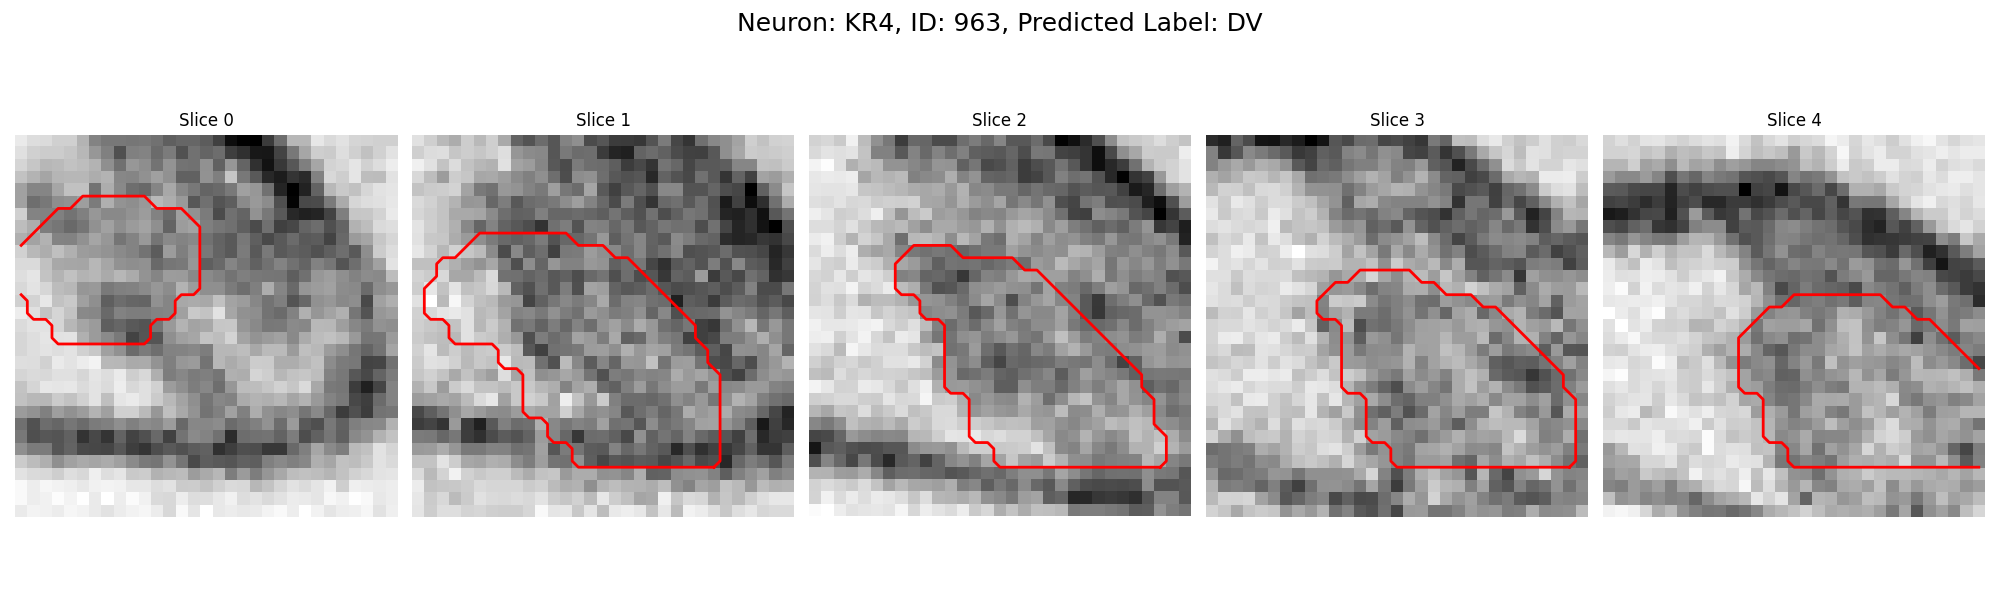 Neuron: KR4, ID: 963, Predicted Label: DV
Slice 0
Slice 1
Slice 2
Slice 3
Slice 4